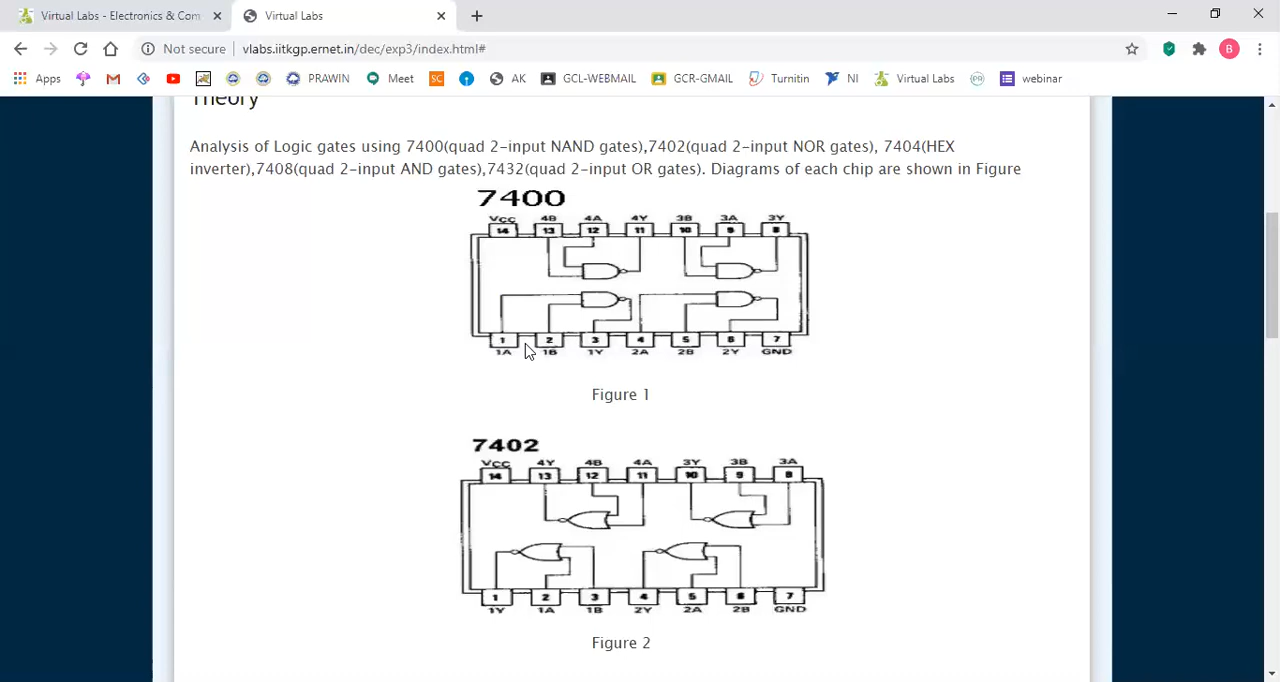 Virtual Labs - Electronics & Com
Virtual Labs
Not secure
vlabs.iitkgp.ernet.in/dec/exp3/index.html#
B
Apps
PRAWIN
Meet
SC
AK
GCL-WEBMAIL
GCR-GMAIL
Turnitin
NI
Virtual Labs
webinar
Theory
Analysis of Logic gates using 7400(quad 2-input NAND gates),7402(quad 2-input NOR gates), 7404(HEX
inverter),7408(quad 2-input AND gates),7432(quad 2-input OR gates). Diagrams of each chip are shown in Figure
7400
Vcc 4B 4A 4Y 3B 3A 3Y
14 13 12 11 10 9 8
1 2 3 4 5 6 7
1A 1B 1Y 2A 2B 2Y GND
Figure 1
7402
Vcc 4Y 4B 4A 3Y 3B 3A
14 13 12 11 10 9 8
1 2 3 4 5 6 7
1Y 1A 1B 2Y 2A 2B GND
Figure 2